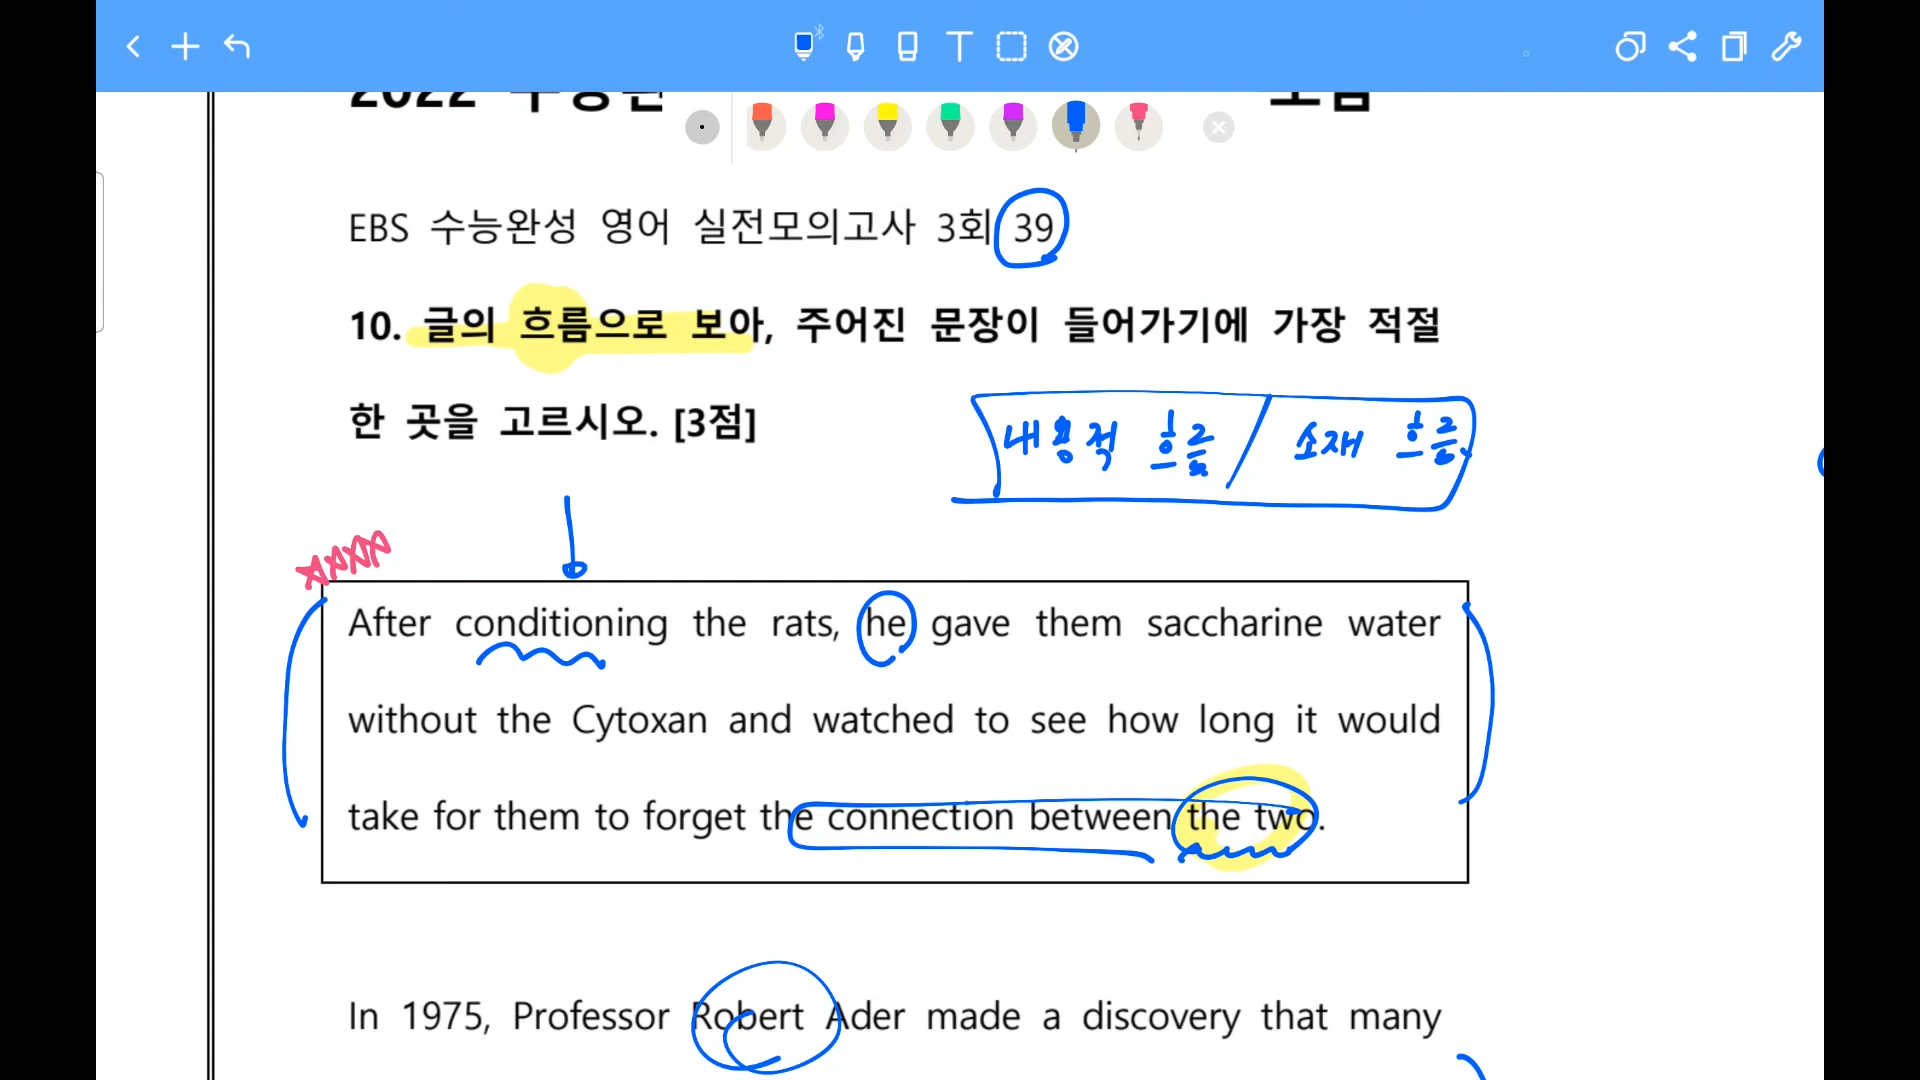 EBS 수능완성 영어 실전모의고사 3회 39
10. 글의 흐름으로 보아, 주어진 문장이 들어가기에 가장 적절
한 곳을 고르시오. [3점]
내용적 흐름 / 소재 흐름
After conditioning the rats, he gave them saccharine water
without the Cytoxan and watched to see how long it would
take for them to forget the connection between the two.
In 1975, Professor Robert Ader made a discovery that many